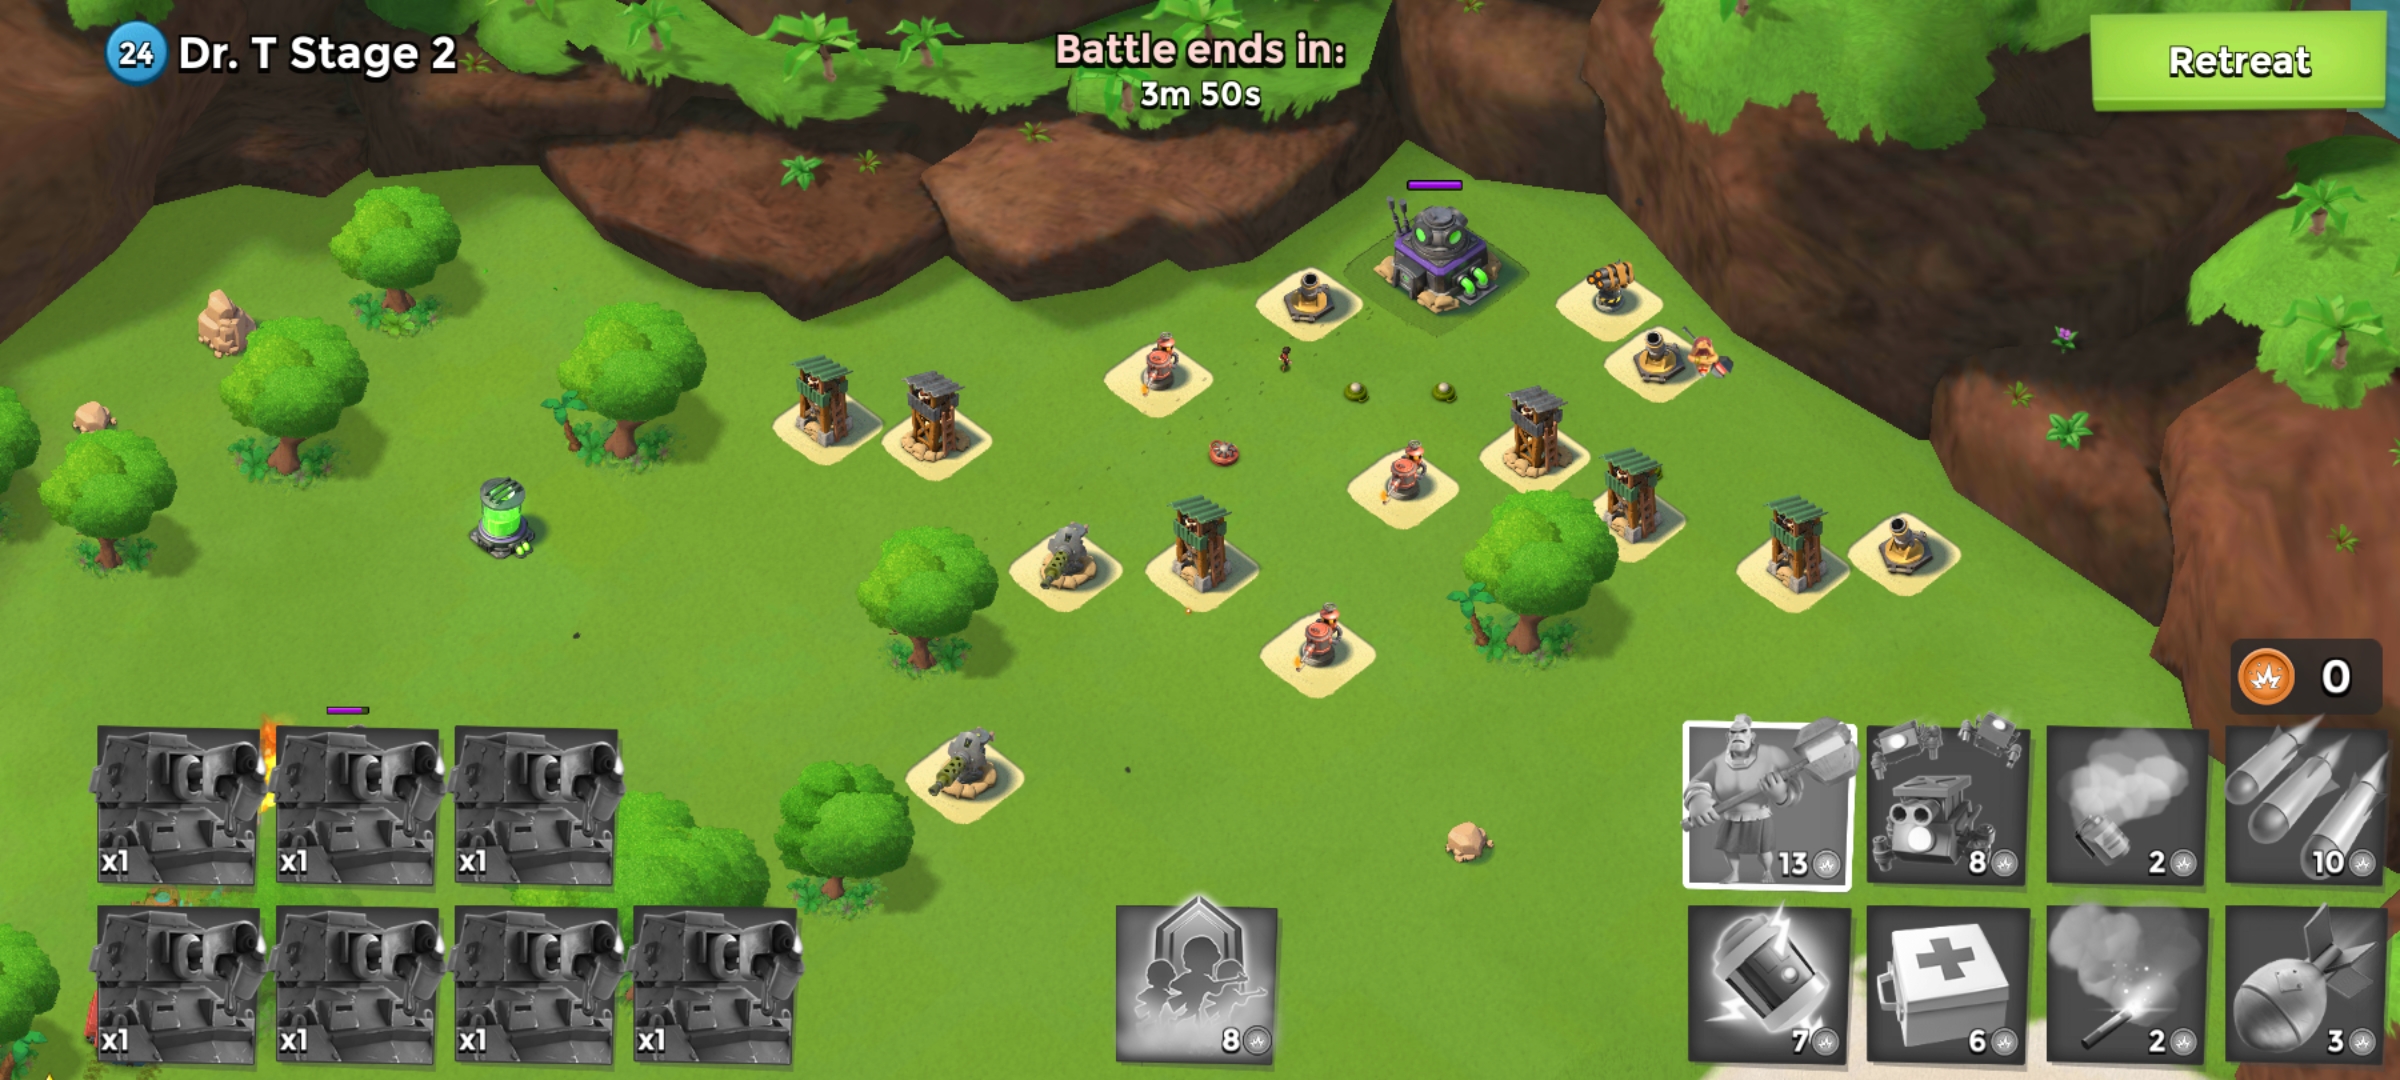 24 Dr. T Stage 2
Battle ends in:
3m 50s
Retreat
0
x1 x1 x1
13 8 2 10
x1 x1 x1 x1
8
7 6 2 3